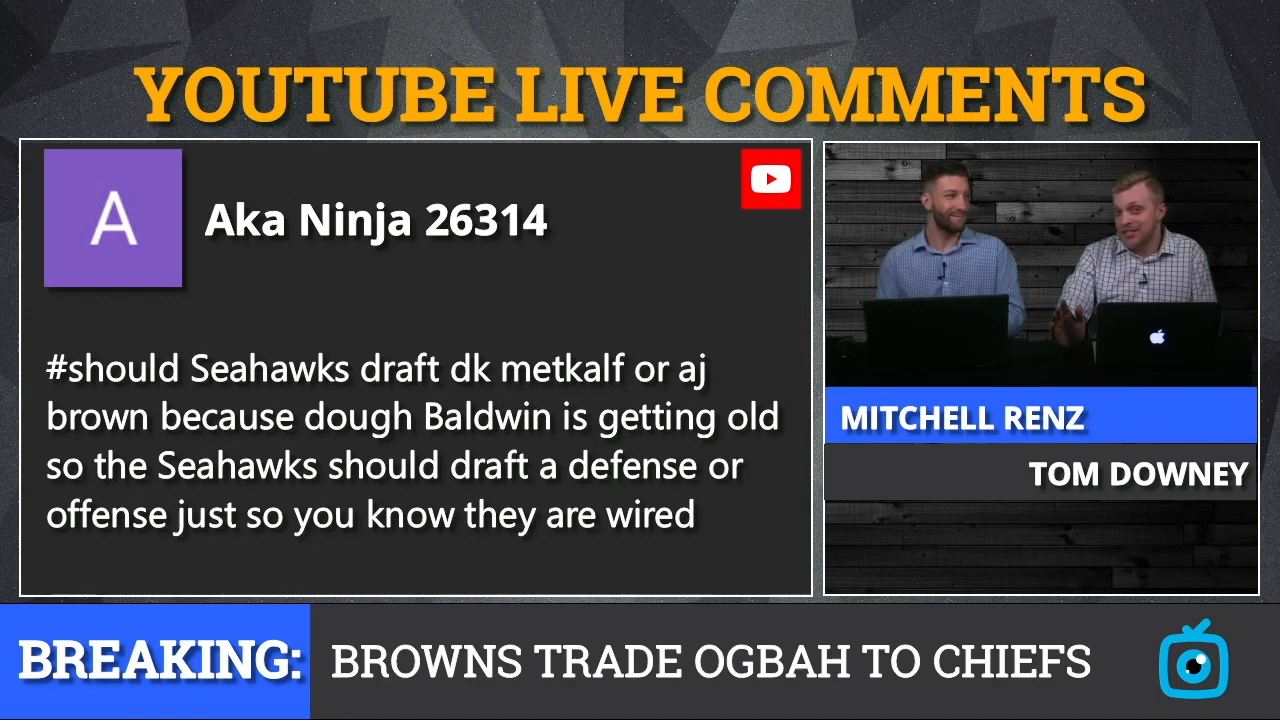 YOUTUBE LIVE COMMENTS
A
Aka Ninja 26314
#should Seahawks draft dk metkalf or aj
brown because dough Baldwin is getting old
so the Seahawks should draft a defense or
offense just so you know they are wired
MITCHELL RENZ
TOM DOWNEY
BREAKING: BROWNS TRADE OGBAH TO CHIEFS